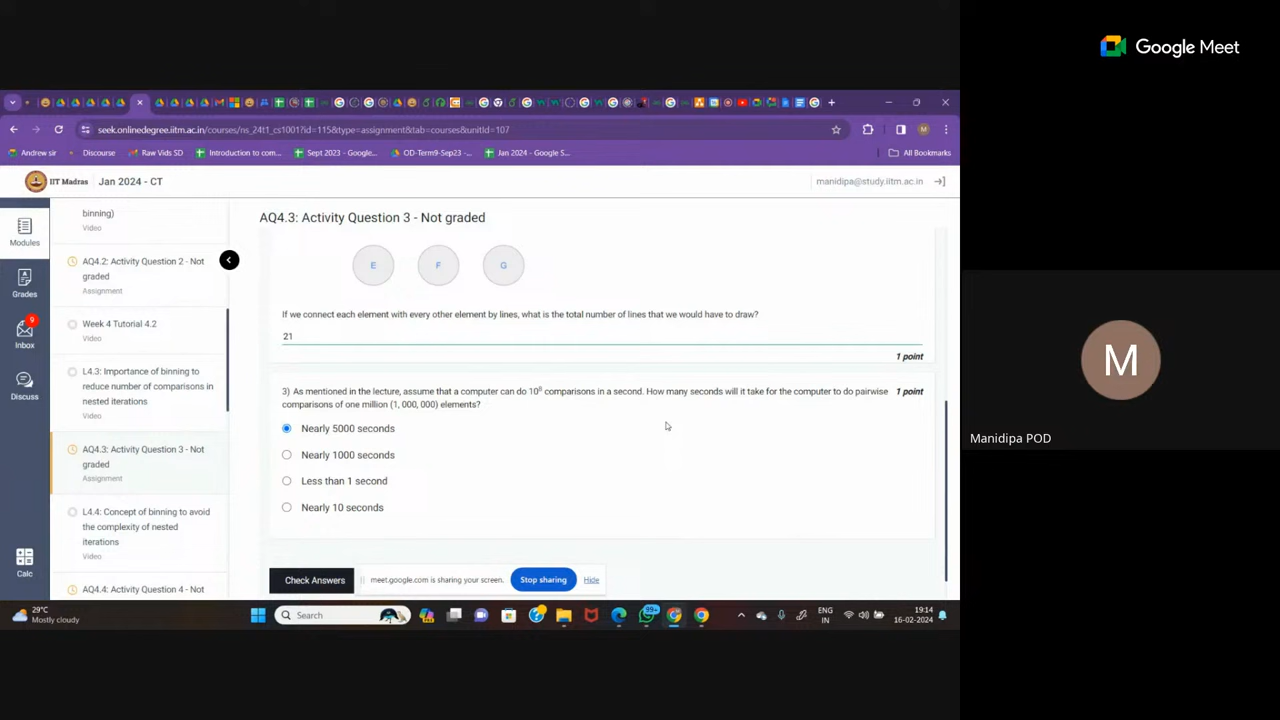 Google Meet
seek.onlinedegree.iitm.ac.in/courses/ns_24t1_cs1001?id=115&type=assignment&tab=courses&unitId=107
M
Andrew sir
Discourse
Raw Vids SD
Introduction to com...
Sept 2023 - Google...
OD-Term9-Sep23 -...
Jan 2024 - Google S...
All Bookmarks
IIT Madras
Jan 2024 - CT
manidipa@study.iitm.ac.in
Modules
Grades
9
Inbox
Discuss
Calc
binning)
Video
AQ4.2: Activity Question 2 - Not
graded
Assignment
Week 4 Tutorial 4.2
Video
L4.3: Importance of binning to
reduce number of comparisons in
nested iterations
Video
AQ4.3: Activity Question 3 - Not
graded
Assignment
L4.4: Concept of binning to avoid
the complexity of nested
iterations
Video
AQ4.4: Activity Question 4 - Not
AQ4.3: Activity Question 3 - Not graded
E F G
If we connect each element with every other element by lines, what is the total number of lines that we would have to draw?
21
1 point
3) As mentioned in the lecture, assume that a computer can do 10⁸ comparisons in a second. How many seconds will it take for the computer to do pairwise 1 point
comparisons of one million (1, 000, 000) elements?
Nearly 5000 seconds
Nearly 1000 seconds
Less than 1 second
Nearly 10 seconds
Check Answers
meet.google.com is sharing your screen.
Stop sharing
Hide
M
Manidipa POD
29°C
Mostly cloudy
Search
99+
ENG
IN
19:14
16-02-2024